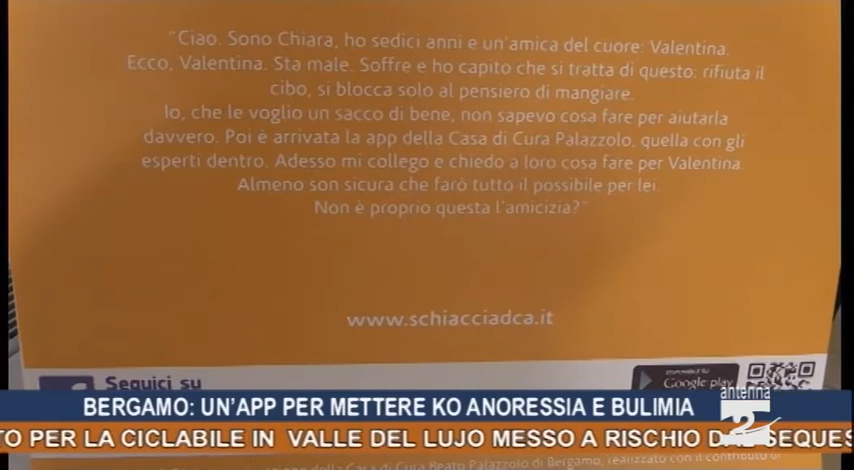 "Ciao. Sono Chiara, ho sedici anni e un'amica del cuore: Valentina.
Ecco, Valentina. Sta male. Soffre e ho capito che si tratta di questo: rifiuta il
cibo, si blocca solo al pensiero di mangiare.
Io, che le voglio un sacco di bene, non sapevo cosa fare per aiutarla
davvero. Poi è arrivata la app della Casa di Cura Palazzolo, quella con gli
esperti dentro. Adesso mi collego e chiedo a loro cosa fare per Valentina.
Almeno son sicura che farò tutto il possibile per lei.
Non è proprio questa l'amicizia?"
www.schiacciadca.it
Seguici su
DISPONIBILE SU
Google play
antenna
2
BERGAMO: UN'APP PER METTERE KO ANORESSIA E BULIMIA
TO PER LA CICLABILE IN VALLE DEL LUJO MESSO A RISCHIO SEQUES
della Casa di Cura Beato Palazzolo di Bergamo, realizzato con il contributo di